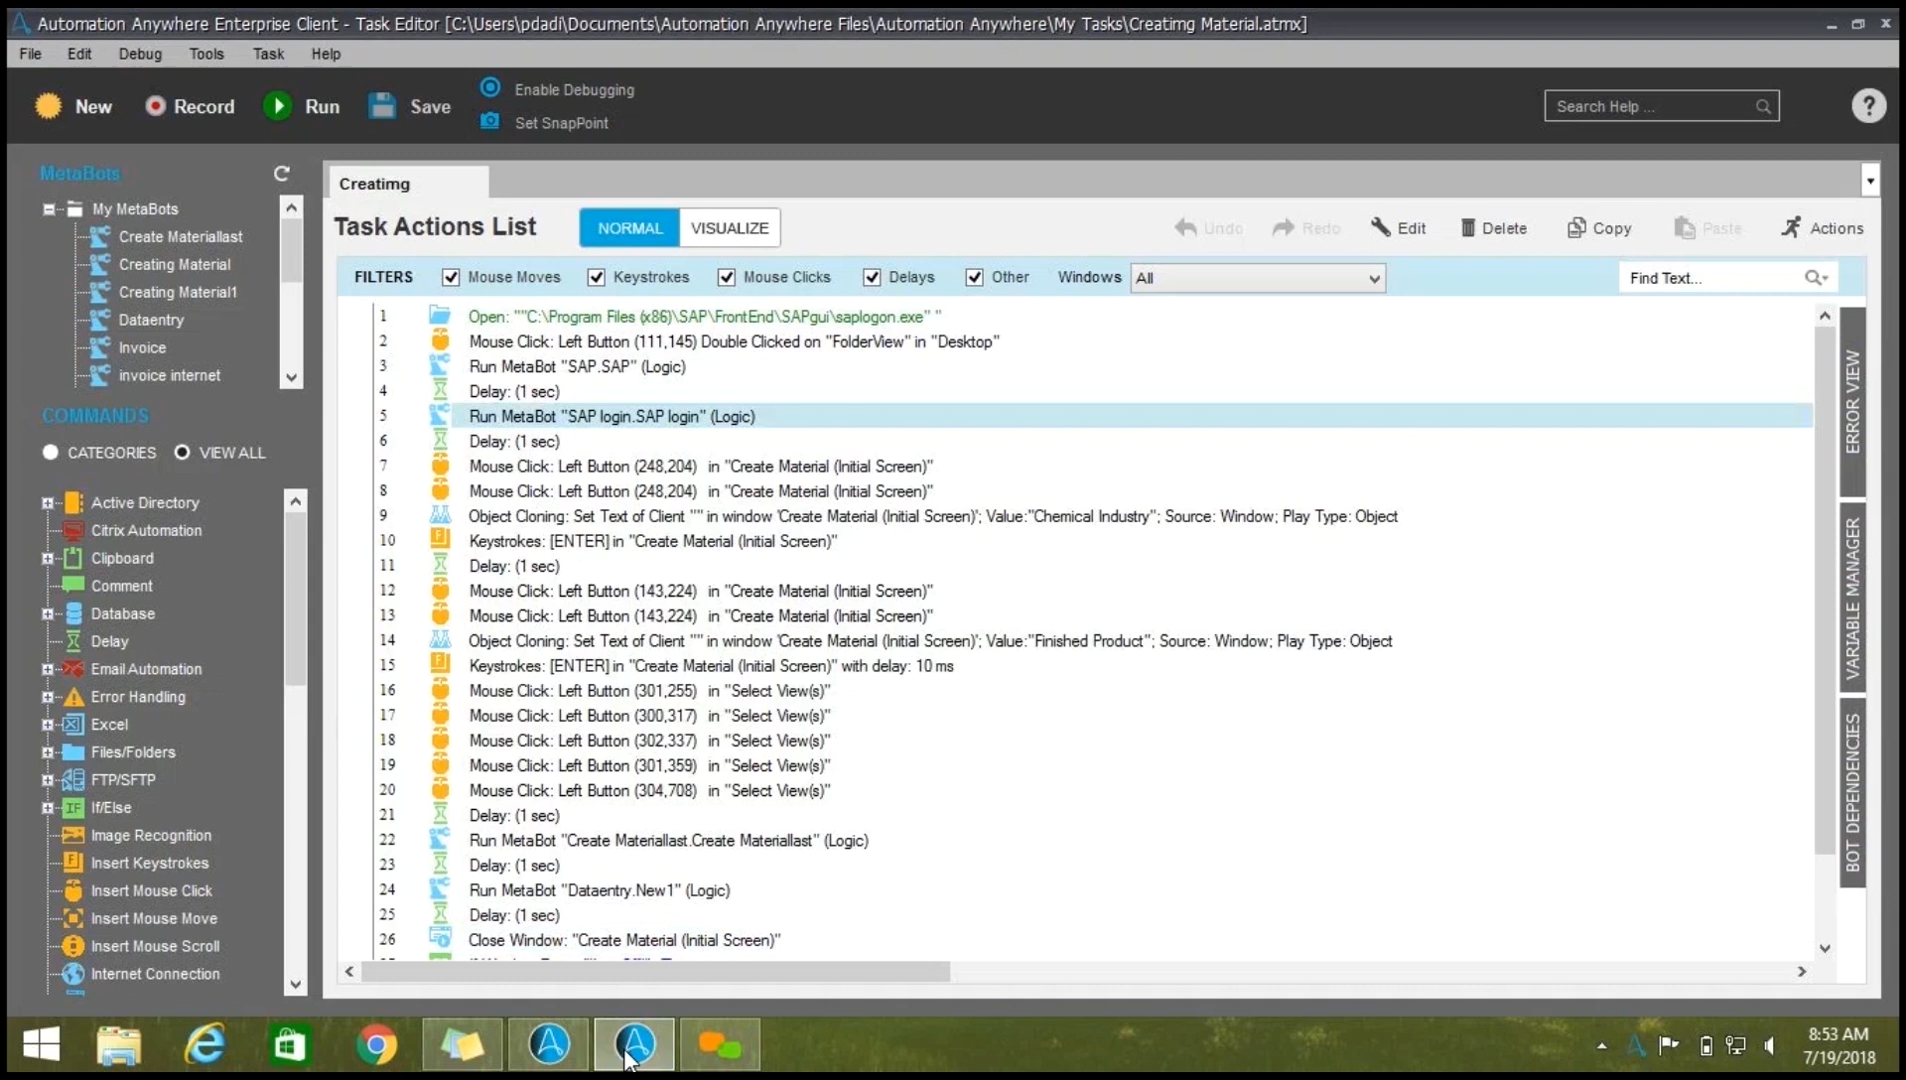 Automation Anywhere Enterprise Client - Task Editor [C:\Users\pdadi\Documents\Automation Anywhere Files\Automation Anywhere\My Tasks\Creatimg Material.atmx]
File Edit Debug Tools Task Help
New Record Run Save
Enable Debugging
Set SnapPoint
Search Help ...
?
MetaBots
My MetaBots
Create Materiallast
Creating Material
Creating Material1
Dataentry
Invoice
invoice internet
COMMANDS
CATEGORIES VIEW ALL
Active Directory
Citrix Automation
Clipboard
Comment
Database
Delay
Email Automation
Error Handling
Excel
Files/Folders
FTP/SFTP
IF If/Else
Image Recognition
Insert Keystrokes
Insert Mouse Click
Insert Mouse Move
Insert Mouse Scroll
Internet Connection
Creatimg
Task Actions List NORMAL VISUALIZE Undo Redo Edit Delete Copy Paste Actions
FILTERS Mouse Moves Keystrokes Mouse Clicks Delays Other Windows All Find Text...
1 Open: ""C:\Program Files (x86)\SAP\FrontEnd\SAPgui\saplogon.exe" "
2 Mouse Click: Left Button (111,145) Double Clicked on "FolderView" in "Desktop"
3 Run MetaBot "SAP.SAP" (Logic)
4 Delay: (1 sec)
5 Run MetaBot "SAP login.SAP login" (Logic)
6 Delay: (1 sec)
7 Mouse Click: Left Button (248,204) in "Create Material (Initial Screen)"
8 Mouse Click: Left Button (248,204) in "Create Material (Initial Screen)"
9 Object Cloning: Set Text of Client "" in window 'Create Material (Initial Screen)'; Value:"Chemical Industry"; Source: Window; Play Type: Object
10 Keystrokes: [ENTER] in "Create Material (Initial Screen)"
11 Delay: (1 sec)
12 Mouse Click: Left Button (143,224) in "Create Material (Initial Screen)"
13 Mouse Click: Left Button (143,224) in "Create Material (Initial Screen)"
14 Object Cloning: Set Text of Client "" in window 'Create Material (Initial Screen)'; Value:"Finished Product"; Source: Window; Play Type: Object
15 Keystrokes: [ENTER] in "Create Material (Initial Screen)" with delay: 10 ms
16 Mouse Click: Left Button (301,255) in "Select View(s)"
17 Mouse Click: Left Button (300,317) in "Select View(s)"
18 Mouse Click: Left Button (302,337) in "Select View(s)"
19 Mouse Click: Left Button (301,359) in "Select View(s)"
20 Mouse Click: Left Button (304,708) in "Select View(s)"
21 Delay: (1 sec)
22 Run MetaBot "Create Materiallast.Create Materiallast" (Logic)
23 Delay: (1 sec)
24 Run MetaBot "Dataentry.New1" (Logic)
25 Delay: (1 sec)
26 Close Window: "Create Material (Initial Screen)"
ERROR VIEW
VARIABLE MANAGER
BOT DEPENDENCIES
8:53 AM
7/19/2018